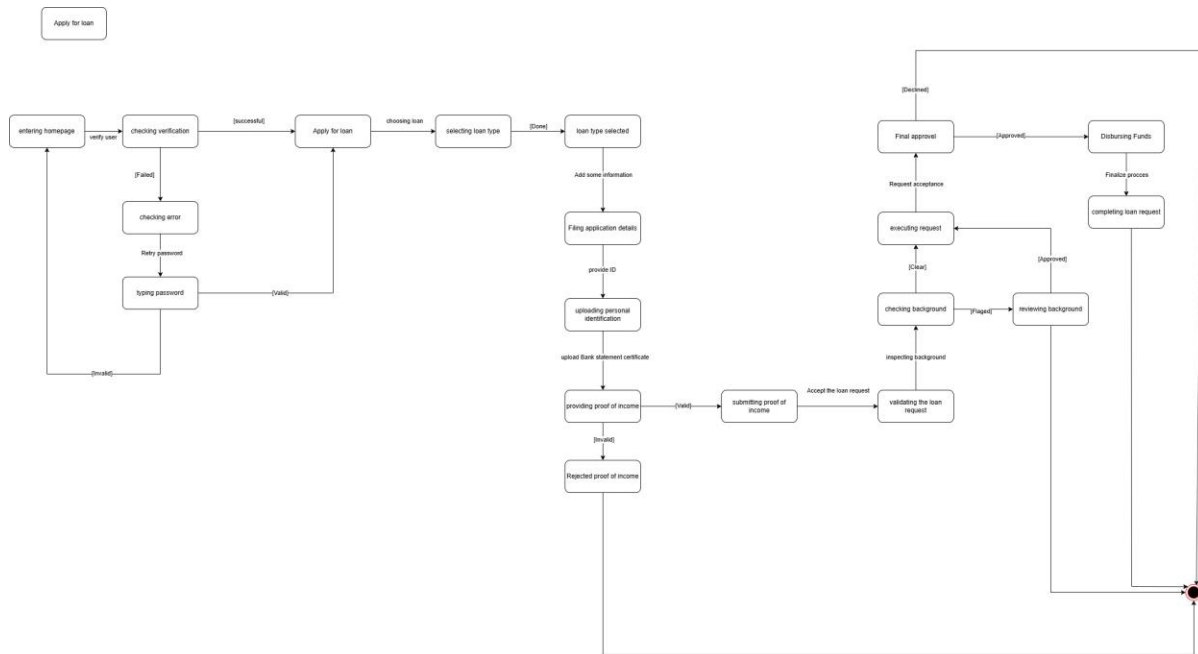 Apply for loan
[Declined]
entering homepage
verify user
checking verification
[successful]
Apply for loan
choosing loan
selecting loan type
[Done]
loan type selected
Final approval
[Approved]
Disbursing Funds
[Failed]
Add some information
Request acceptance
Finalize procces
checking error
Filing application details
executing request
completing loan request
Retry password
provide ID
[Clear]
[Approved]
typing password
[Valid]
uploading personal
identification
checking background
[Flaged]
reviewing background
upload Bank statement certificate
inspecting background
[Invalid]
providing proof of income
[Valid]
submitting proof of
income
Accept the loan request
validating the loan
request
[Invalid]
Rejected proof of income